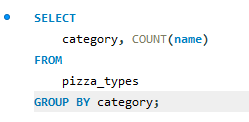 SELECT
category, COUNT(name)
FROM
pizza_types
GROUP BY category;